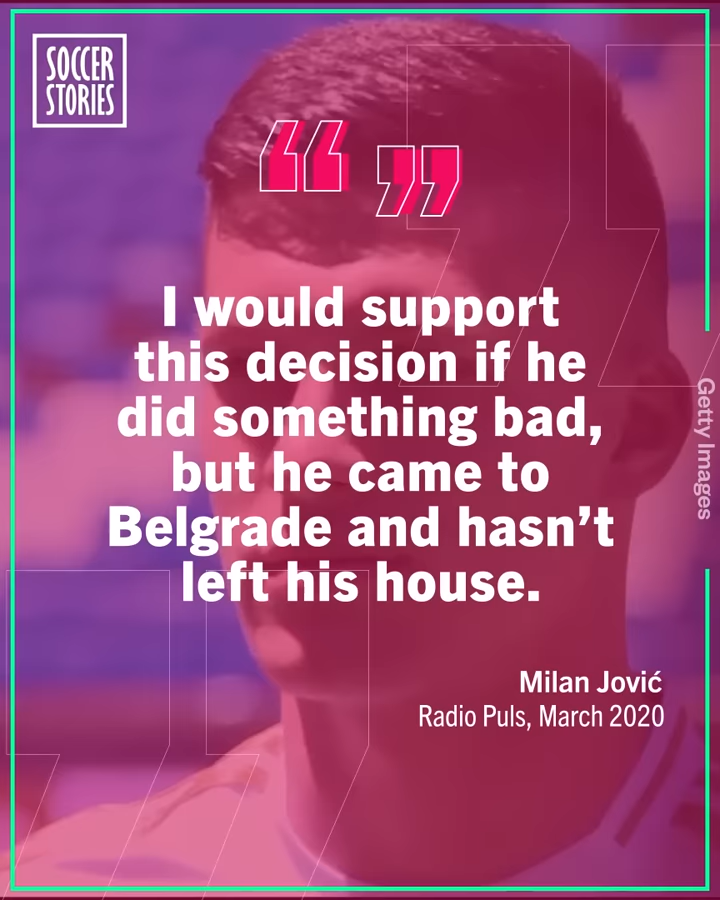 SOCCER
STORIES
“ ”
I would support
this decision if he
did something bad,
but he came to
Belgrade and hasn’t
left his house.
Milan Jović
Radio Puls, March 2020
Getty Images